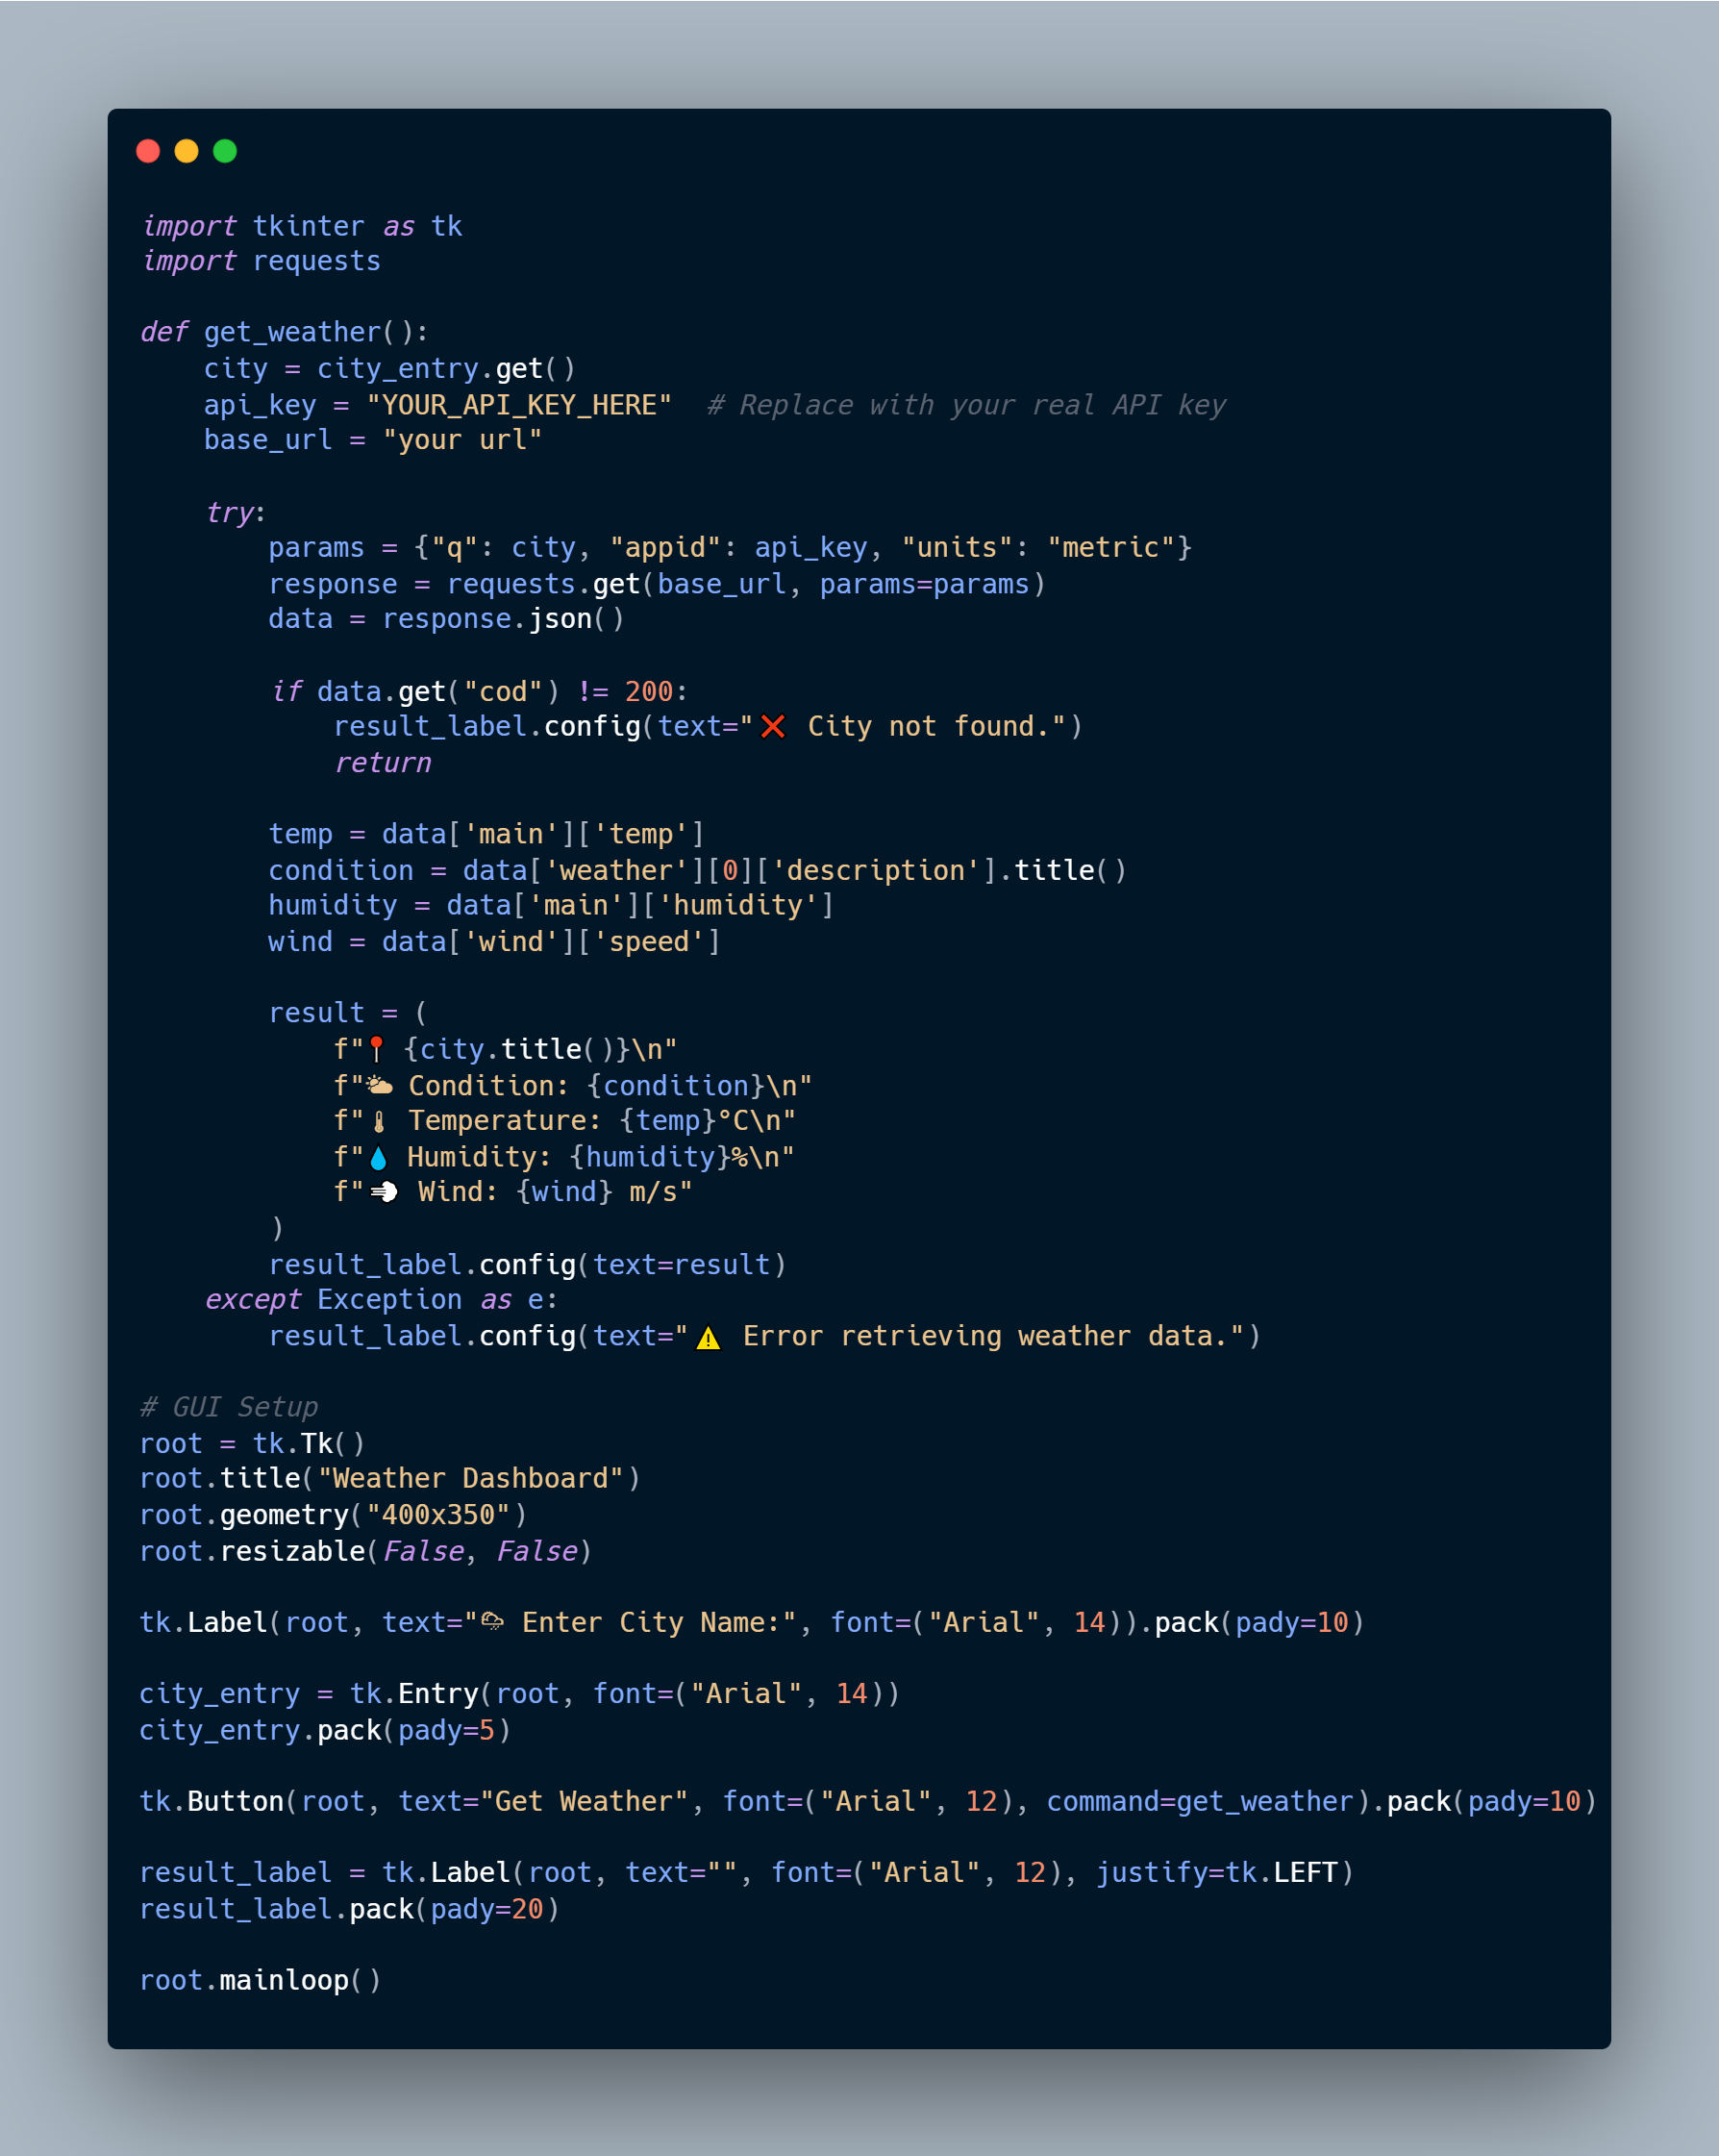 import tkinter as tk
import requests

def get_weather():
    city = city_entry.get()
    api_key = "YOUR_API_KEY_HERE"  # Replace with your real API key
    base_url = "your url"

    try:
        params = {"q": city, "appid": api_key, "units": "metric"}
        response = requests.get(base_url, params=params)
        data = response.json()

        if data.get("cod") != 200:
            result_label.config(text="❌ City not found.")
            return

        temp = data['main']['temp']
        condition = data['weather'][0]['description'].title()
        humidity = data['main']['humidity']
        wind = data['wind']['speed']

        result = (
            f"📍 {city.title()}\n"
            f"🌥 Condition: {condition}\n"
            f"🌡 Temperature: {temp}°C\n"
            f"💧 Humidity: {humidity}%\n"
            f"💨 Wind: {wind} m/s"
        )
        result_label.config(text=result)
    except Exception as e:
        result_label.config(text="⚠️ Error retrieving weather data.")

# GUI Setup
root = tk.Tk()
root.title("Weather Dashboard")
root.geometry("400x350")
root.resizable(False, False)

tk.Label(root, text="🌦 Enter City Name:", font=("Arial", 14)).pack(pady=10)

city_entry = tk.Entry(root, font=("Arial", 14))
city_entry.pack(pady=5)

tk.Button(root, text="Get Weather", font=("Arial", 12), command=get_weather).pack(pady=10)

result_label = tk.Label(root, text="", font=("Arial", 12), justify=tk.LEFT)
result_label.pack(pady=20)

root.mainloop()